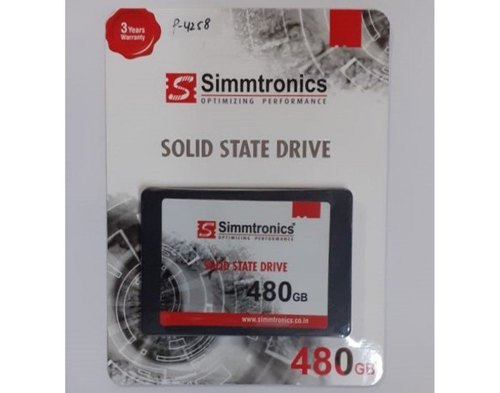 3 Years
Warranty
P-4258
Simmtronics®
OPTIMIZING PERFORMANCE
SOLID STATE DRIVE
Simmtronics®
OPTIMIZING PERFORMANCE
SOLID STATE DRIVE
480GB
www.simmtronics.co.in
480GB